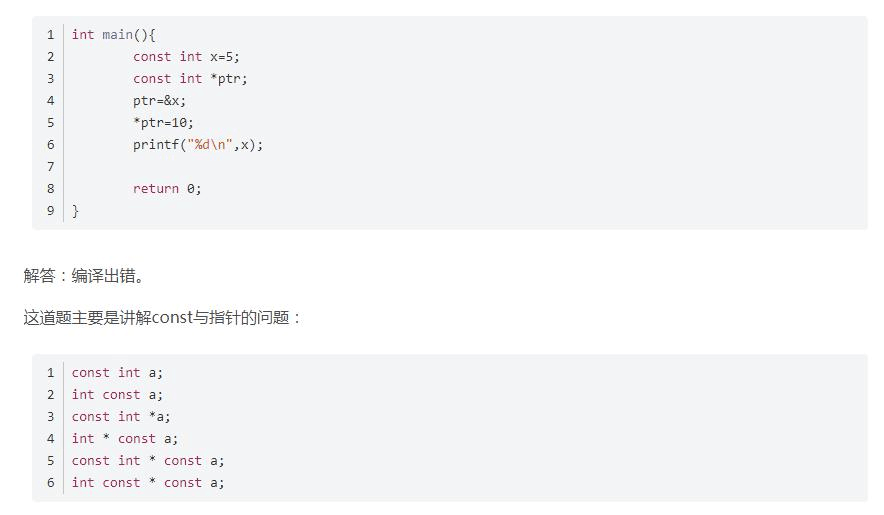 1 int main(){
2 const int x=5;
3 const int *ptr;
4 ptr=&x;
5 *ptr=10;
6 printf("%d\n",x);
7
8 return 0;
9 }
解答：编译出错。
这道题主要是讲解const与指针的问题：
1 const int a;
2 int const a;
3 const int *a;
4 int * const a;
5 const int * const a;
6 int const * const a;